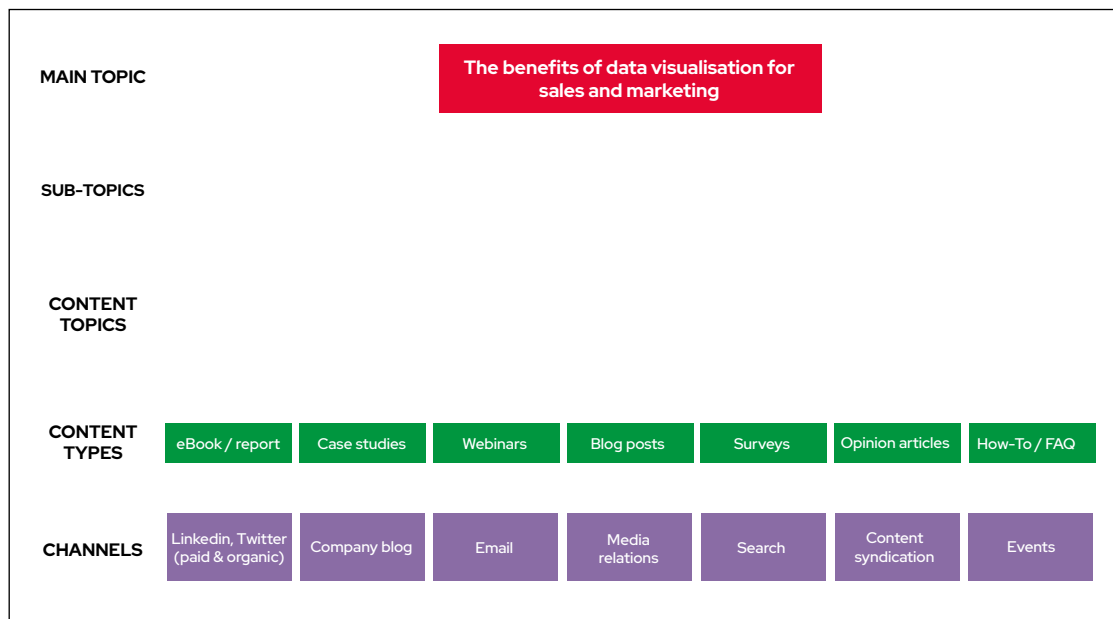 MAIN TOPIC
The benefits of data visualisation for
sales and marketing
SUB-TOPICS
CONTENT
TOPICS
CONTENT
TYPES
eBook / report
Case studies
Webinars
Blog posts
Surveys
Opinion articles
How-To / FAQ
CHANNELS
Linkedin, Twitter
(paid & organic)
Company blog
Email
Media
relations
Search
Content
syndication
Events